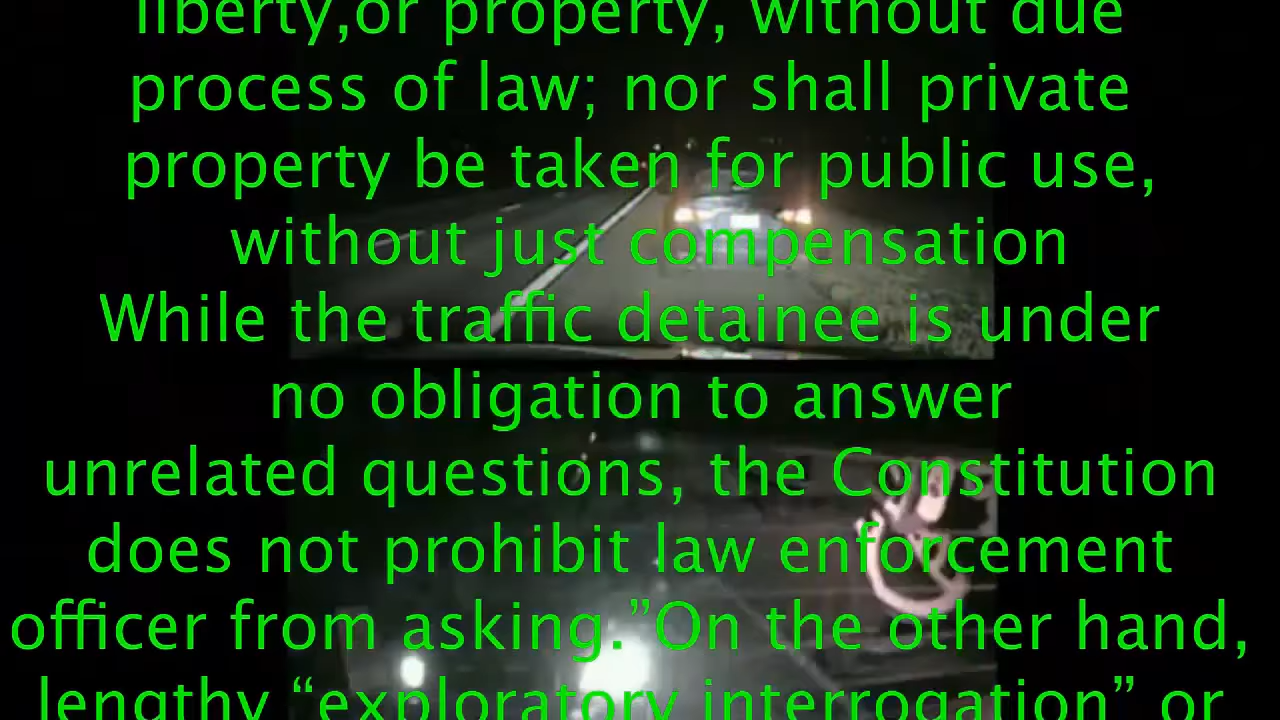 liberty,or property, without due
process of law; nor shall private
property be taken for public use,
without just compensation
While the traffic detainee is under
no obligation to answer
unrelated questions, the Constitution
does not prohibit law enforcement
officer from asking.”On the other hand,
lengthy “exploratory interrogation” or